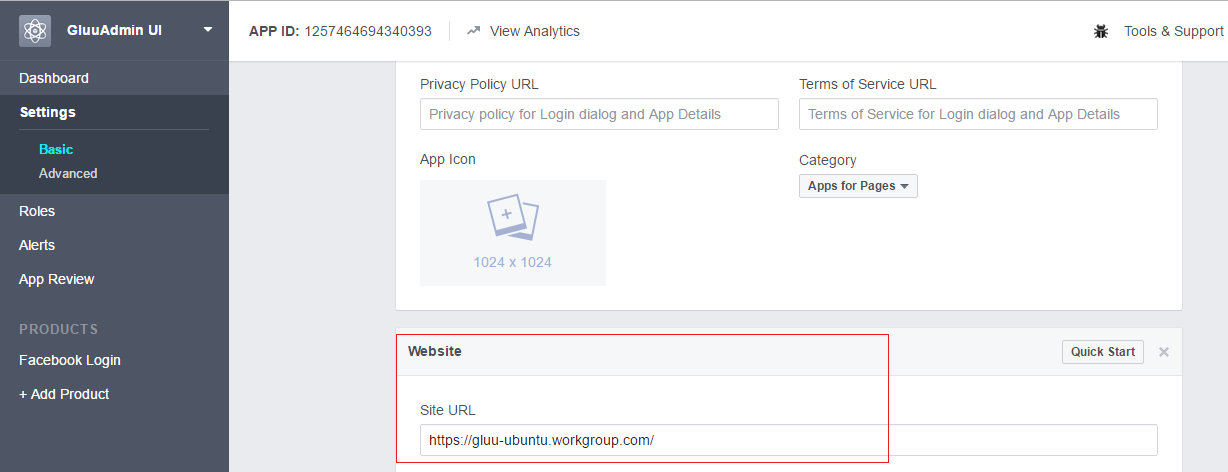 GluuAdmin UI
APP ID: 1257464694340393
View Analytics
Tools & Support
Dashboard
Settings
Basic
Advanced
Roles
Alerts
App Review
PRODUCTS
Facebook Login
+ Add Product
Privacy Policy URL
Terms of Service URL
Privacy policy for Login dialog and App Details
Terms of Service for Login dialog and App Details
App Icon
Category
Apps for Pages
1024 x 1024
Website
Quick Start
Site URL
https://gluu-ubuntu.workgroup.com/